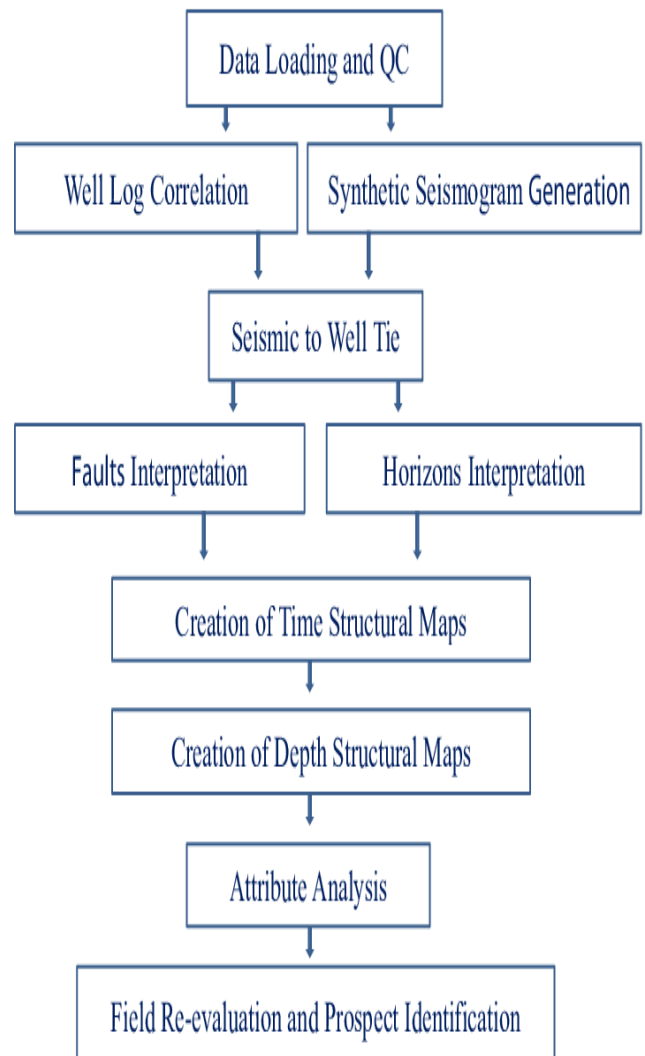 Data Loading and QC
Well Log Correlation
Synthetic Seismogram Generation
Seismic to Well Tie
Faults Interpretation
Horizons Interpretation
Creation of Time Structural Maps
Creation of Depth Structural Maps
Attribute Analysis
Field Re-evaluation and Prospect Identification